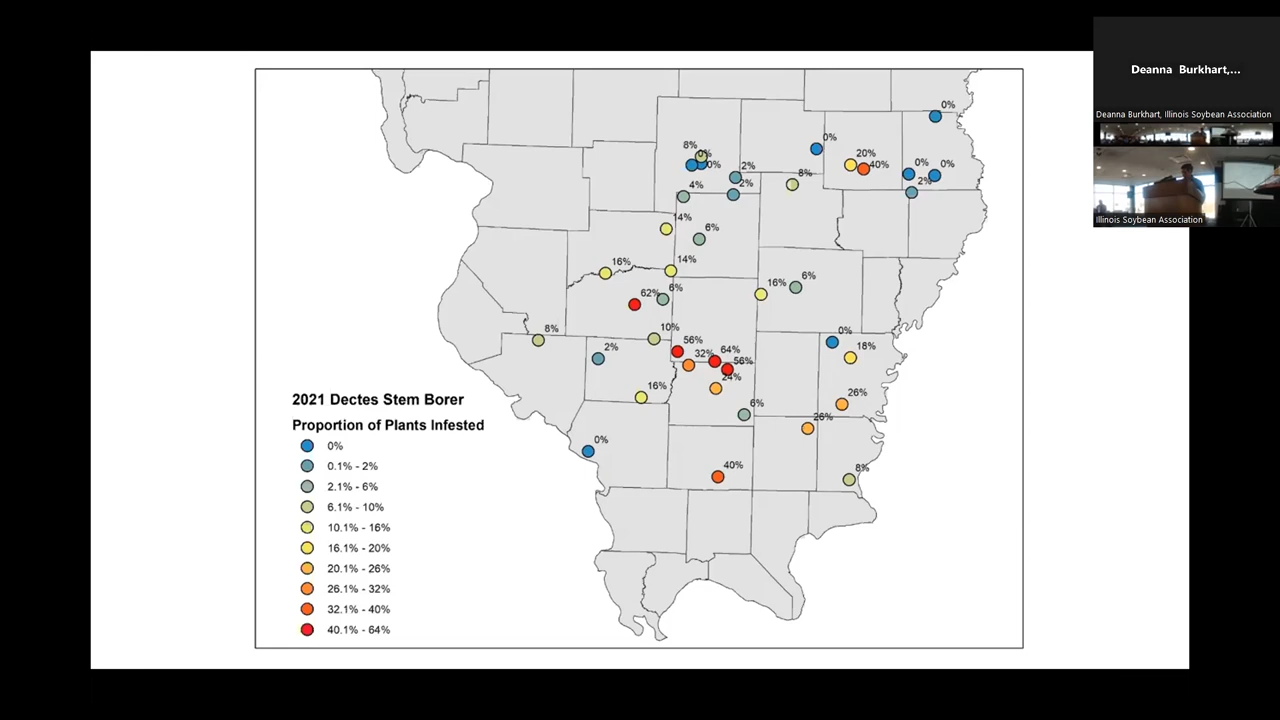 Deanna Burkhart,...
Deanna Burkhart, Illinois Soybean Association
Illinois Soybean Association
0%
0%
8%
0%
0%
20%
40%
0%
0%
2%
8%
4%
2%
2%
14%
6%
16%
14%
62%
6%
16%
6%
8%
10%
0%
2%
56%
32%
64%
56%
18%
24%
16%
6%
26%
26%
0%
40%
8%
2021 Dectes Stem Borer
Proportion of Plants Infested
0%
0.1% - 2%
2.1% - 6%
6.1% - 10%
10.1% - 16%
16.1% - 20%
20.1% - 26%
26.1% - 32%
32.1% - 40%
40.1% - 64%